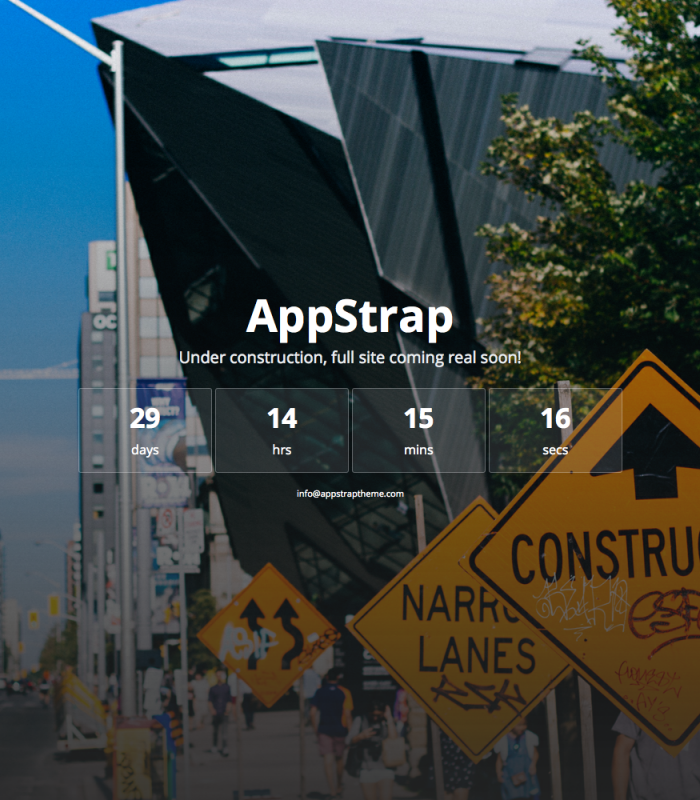 AppStrap
Under construction, full site coming real soon!
29
14
15
16
days
hrs
mins
secs
info@appstraptheme.com
CONSTRUC
NARRO
LANES